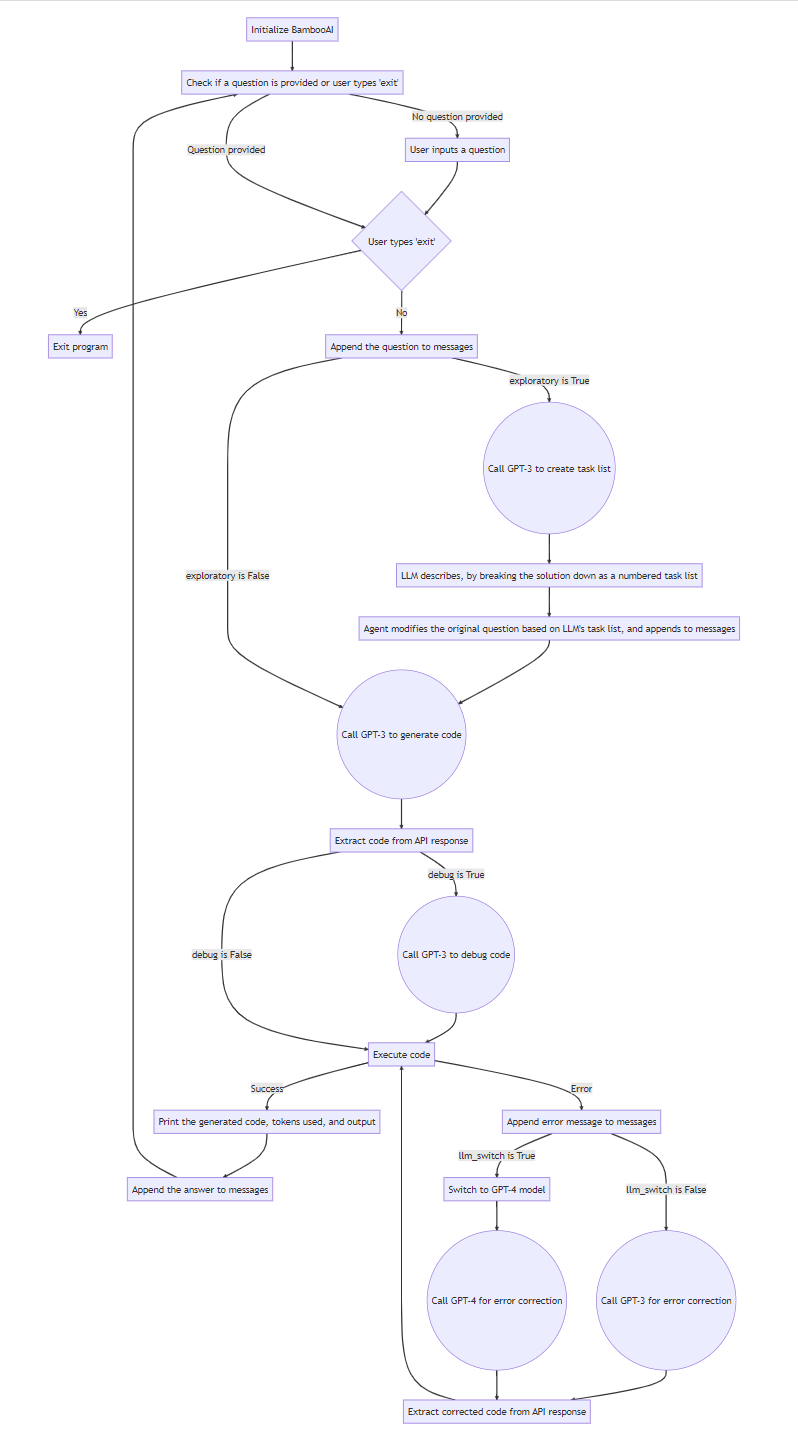 Initialize BambooAI
Check if a question is provided or user types 'exit'
No question provided
Question provided
User inputs a question
User types 'exit'
Yes
No
Exit program
Append the question to messages
exploratory is True
Call GPT-3 to create task list
exploratory is False
LLM describes, by breaking the solution down as a numbered task list
Agent modifies the original question based on LLM's task list, and appends to messages
Call GPT-3 to generate code
Extract code from API response
debug is True
debug is False
Call GPT-3 to debug code
Execute code
Success
Error
Print the generated code, tokens used, and output
Append error message to messages
llm_switch is True
Append the answer to messages
Switch to GPT-4 model
llm_switch is False
Call GPT-4 for error correction
Call GPT-3 for error correction
Extract corrected code from API response